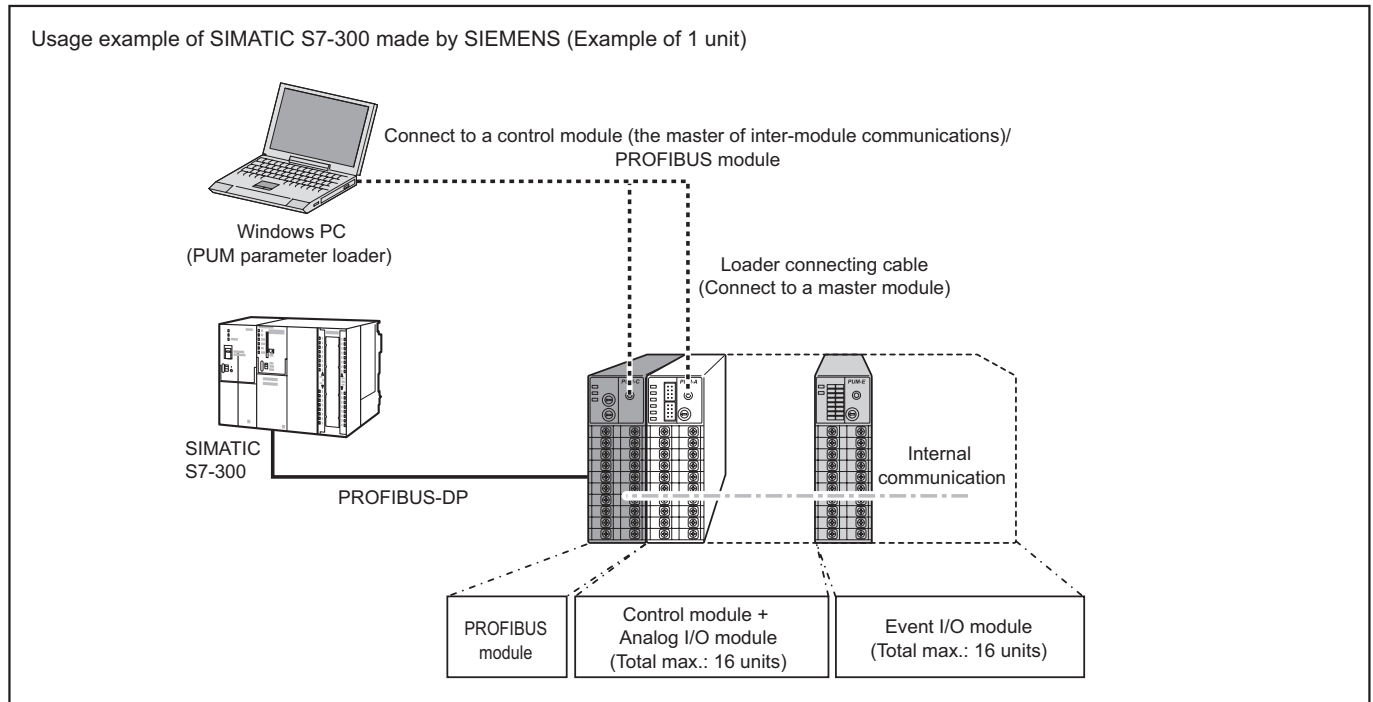 Usage example of SIMATIC S7-300 made by SIEMENS (Example of 1 unit)
Connect to a control module (the master of inter-module communications)/
PROFIBUS module
Windows PC
(PUM parameter loader)
Loader connecting cable
(Connect to a master module)
PUM-E
SIMATIC
S7-300
PROFIBUS-DP
Internal
communication
PROFIBUS
module
Control module +
Analog I/O module
(Total max.: 16 units)
Event I/O module
(Total max.: 16 units)